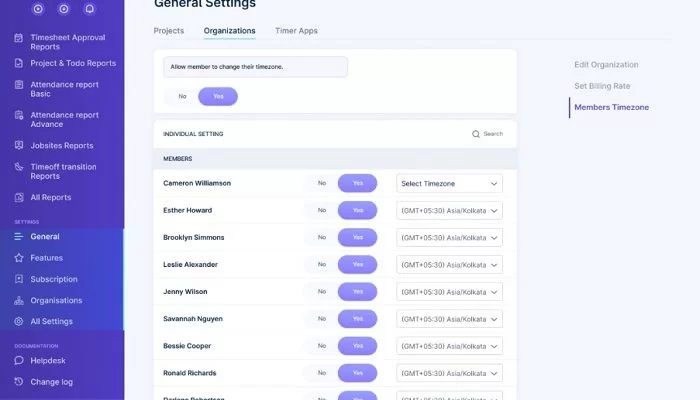 General Settings
Timesheet Approval
Reports
Project & Todo Reports
Attendance report
Basic
Attendance report
Advance
Jobsites Reports
Timeoff transition
Reports
All Reports
SETTINGS
General
Features
Subscription
Organisations
All Settings
DOCUMENTATION
Helpdesk
Change log
Projects Organizations Timer Apps
Allow member to change their timezone.
No Yes
INDIVIDUAL SETTING Search
MEMBERS
Cameron Williamson No Yes Select Timezone
Esther Howard No Yes (GMT+05:30) Asia/Kolkata
Brooklyn Simmons No Yes (GMT+05:30) Asia/Kolkata
Leslie Alexander No Yes (GMT+05:30) Asia/Kolkata
Jenny Wilson No Yes (GMT+05:30) Asia/Kolkata
Savannah Nguyen No Yes (GMT+05:30) Asia/Kolkata
Bessie Cooper No Yes (GMT+05:30) Asia/Kolkata
Ronald Richards No Yes (GMT+05:30) Asia/Kolkata
Edit Organization
Set Billing Rate
Members Timezone